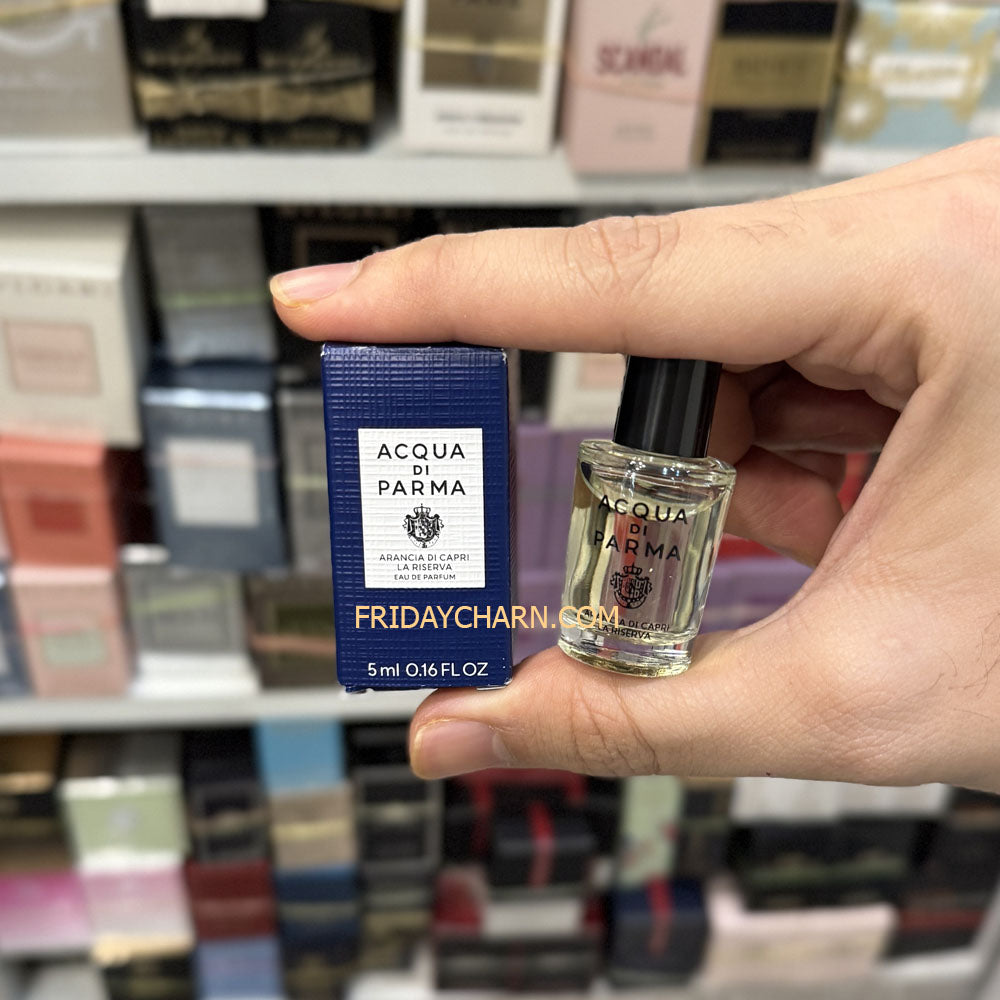 SCANDAL
ACQUA
DI
PARMA
ARANCIA DI CAPRI
LA RISERVA
EAU DE PARFUM
5 ml 0.16 FL OZ
ACQUA
DI
PARMA
DI CAPRI
LA RISERVA
FRIDAYCHARN.COM